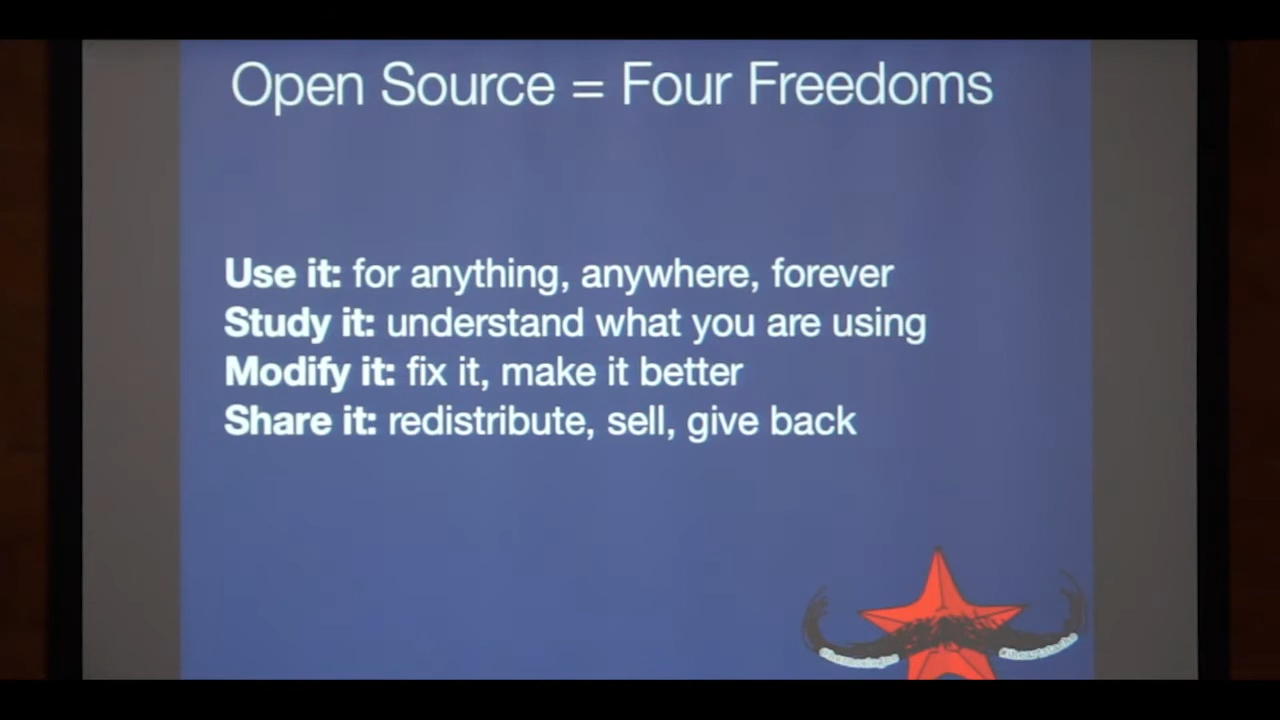 Open Source = Four Freedoms
Use it: for anything, anywhere, forever
Study it: understand what you are using
Modify it: fix it, make it better
Share it: redistribute, sell, give back